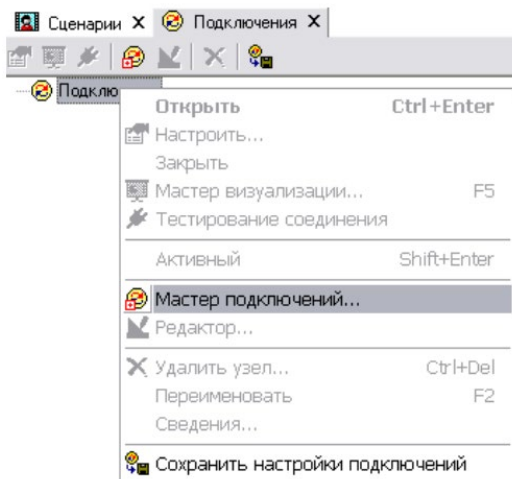 Сценарии X Подключения X
Подклю
Открыть Ctrl+Enter
Настроить...
Закрыть
Мастер визуализации... F5
Тестирование соединения
Активный Shift+Enter
Мастер подключений...
Редактор...
Удалить узел... Ctrl+Del
Переименовать F2
Сведения...
Сохранить настройки подключений